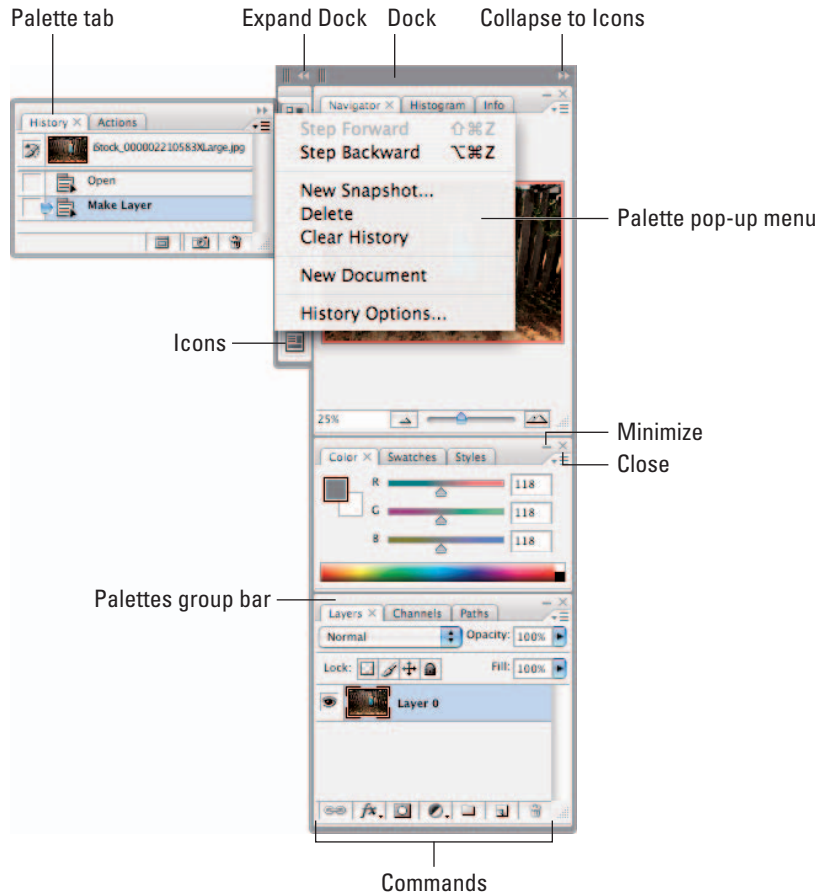 Palette tab
Expand Dock
Dock
Collapse to Icons
Navigator ×
Histogram
Info
History ×
Actions
iStock_000002210583XLarge.jpg
Open
Make Layer
Step Forward ⇧⌘Z
Step Backward ⌥⌘Z
New Snapshot...
Delete
Clear History
New Document
History Options...
Palette pop-up menu
Icons
25%
Minimize
Close
Color ×
Swatches
Styles
R 118
G 118
B 118
Palettes group bar
Layers ×
Channels
Paths
Normal
Opacity: 100%
Lock:
Fill: 100%
Layer 0
fx
Commands